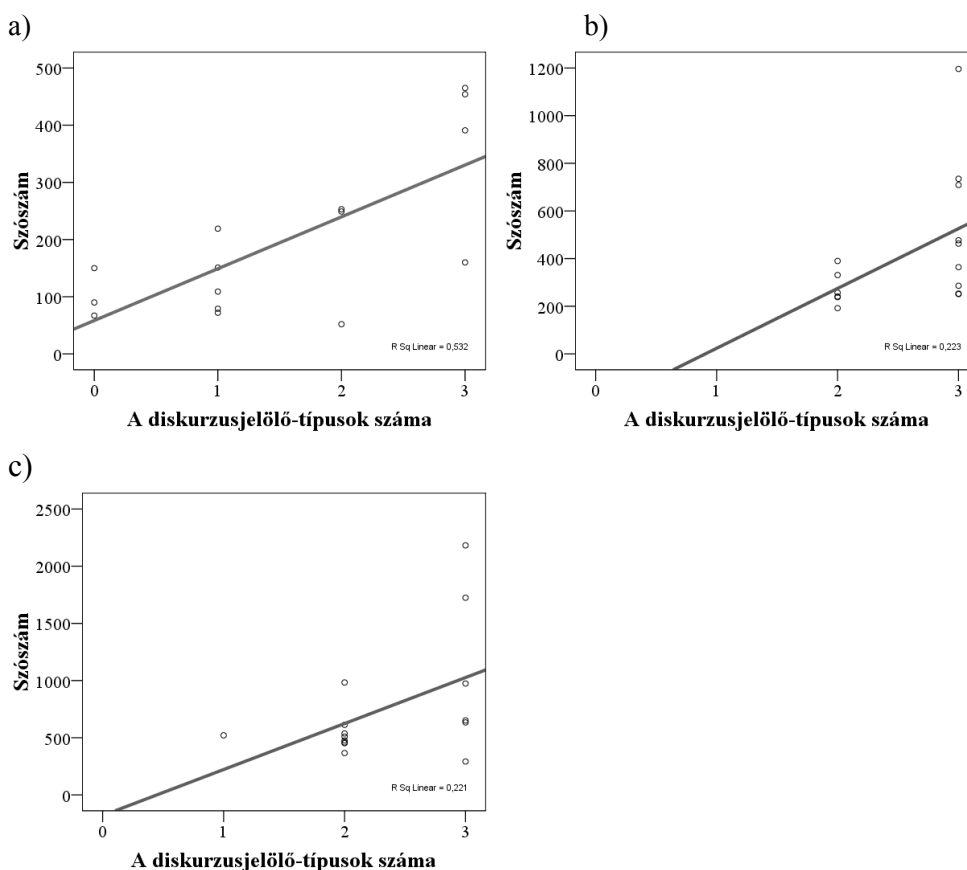 a)
500
400
300
200
100
0
Szószám
R Sq Linear = 0,532
0 1 2 3
A diskurzusjelölő-típusok száma
b)
1200
1000
800
600
400
200
0
Szószám
R Sq Linear = 0,223
0 1 2 3
A diskurzusjelölő-típusok száma
c)
2500
2000
1500
1000
500
0
Szószám
R Sq Linear = 0,221
0 1 2 3
A diskurzusjelölő-típusok száma